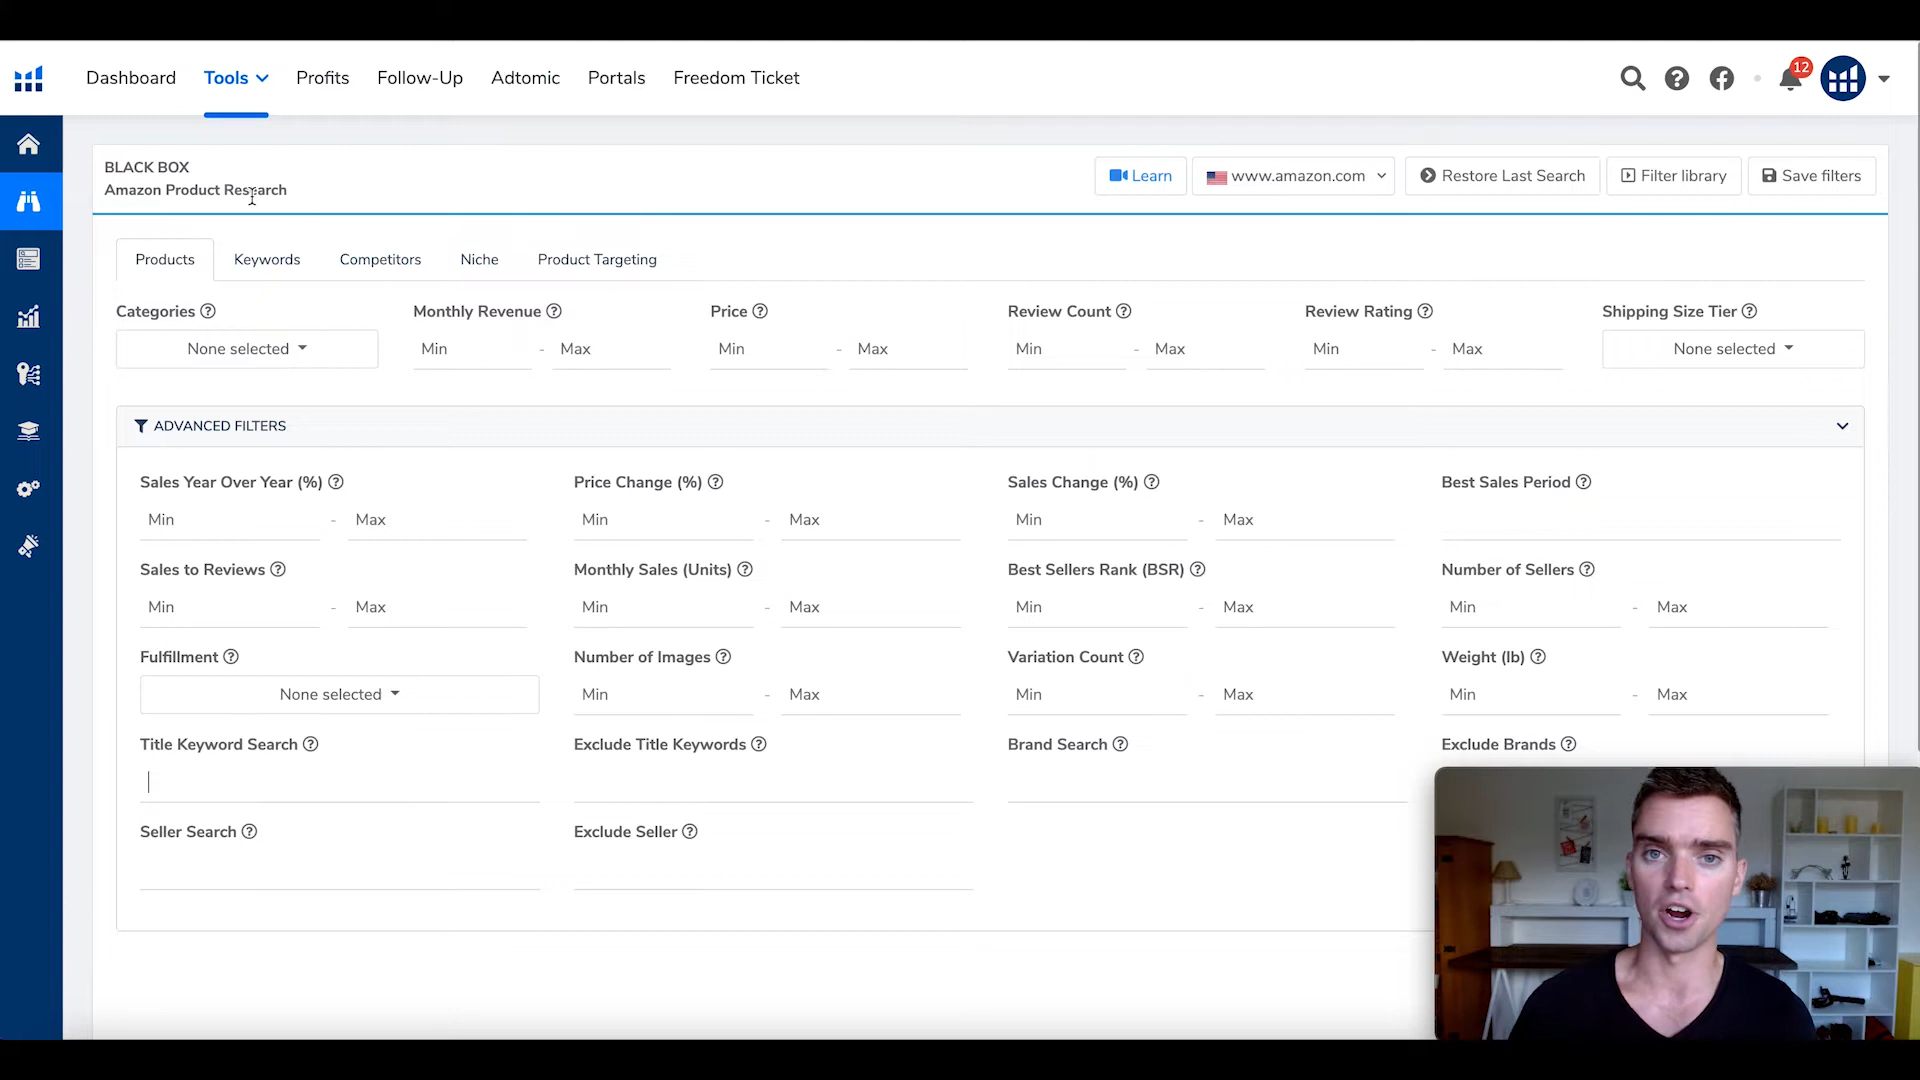 Dashboard Tools Profits Follow-Up Adtomic Portals Freedom Ticket 12
BLACK BOX
Amazon Product Research
Learn www.amazon.com Restore Last Search Filter library Save filters
Products Keywords Competitors Niche Product Targeting
Categories Monthly Revenue Price Review Count Review Rating Shipping Size Tier
None selected Min - Max Min - Max Min - Max Min - Max None selected
ADVANCED FILTERS
Sales Year Over Year (%) Price Change (%) Sales Change (%) Best Sales Period
Min - Max Min - Max Min - Max
Sales to Reviews Monthly Sales (Units) Best Sellers Rank (BSR) Number of Sellers
Min - Max Min - Max Min - Max Min - Max
Fulfillment Number of Images Variation Count Weight (lb)
None selected Min - Max Min - Max Min - Max
Title Keyword Search Exclude Title Keywords Brand Search Exclude Brands
Seller Search Exclude Seller